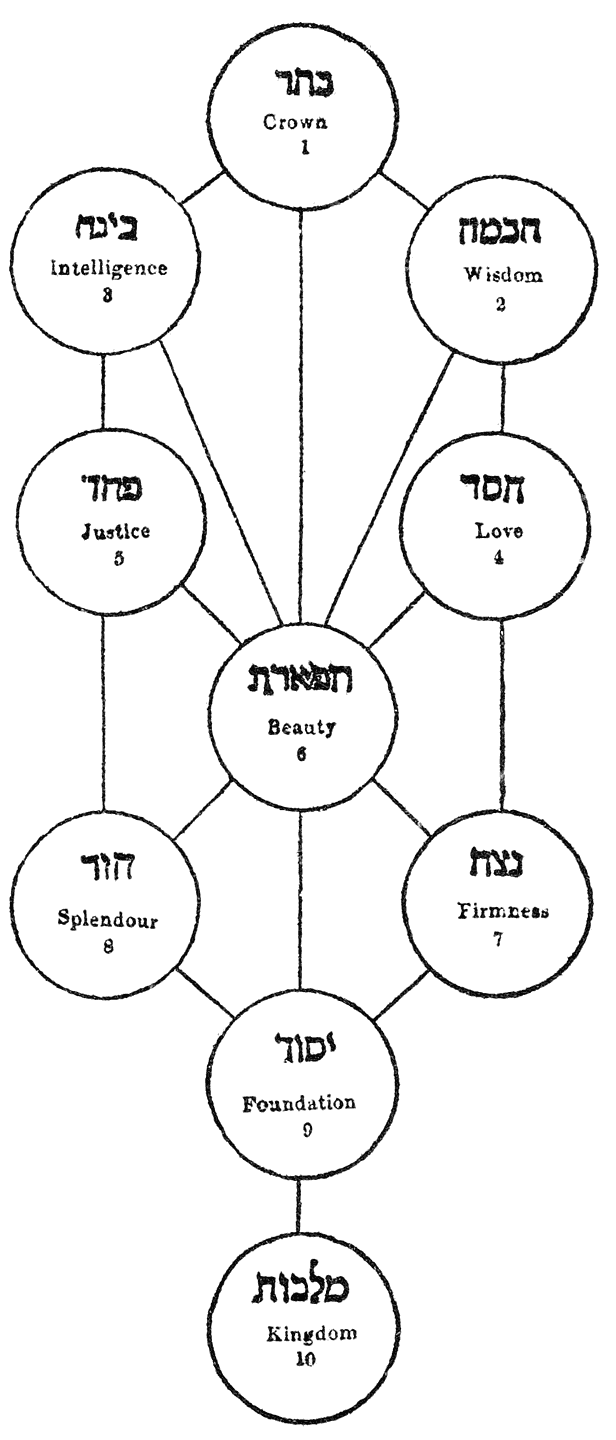 כתר
Crown
1
בינה
Intelligence
3
חכמה
Wisdom
2
פחד
Justice
5
חסד
Love
4
תפארת
Beauty
6
הוד
Splendour
8
נצח
Firmness
7
יסוד
Foundation
9
מלכות
Kingdom
10